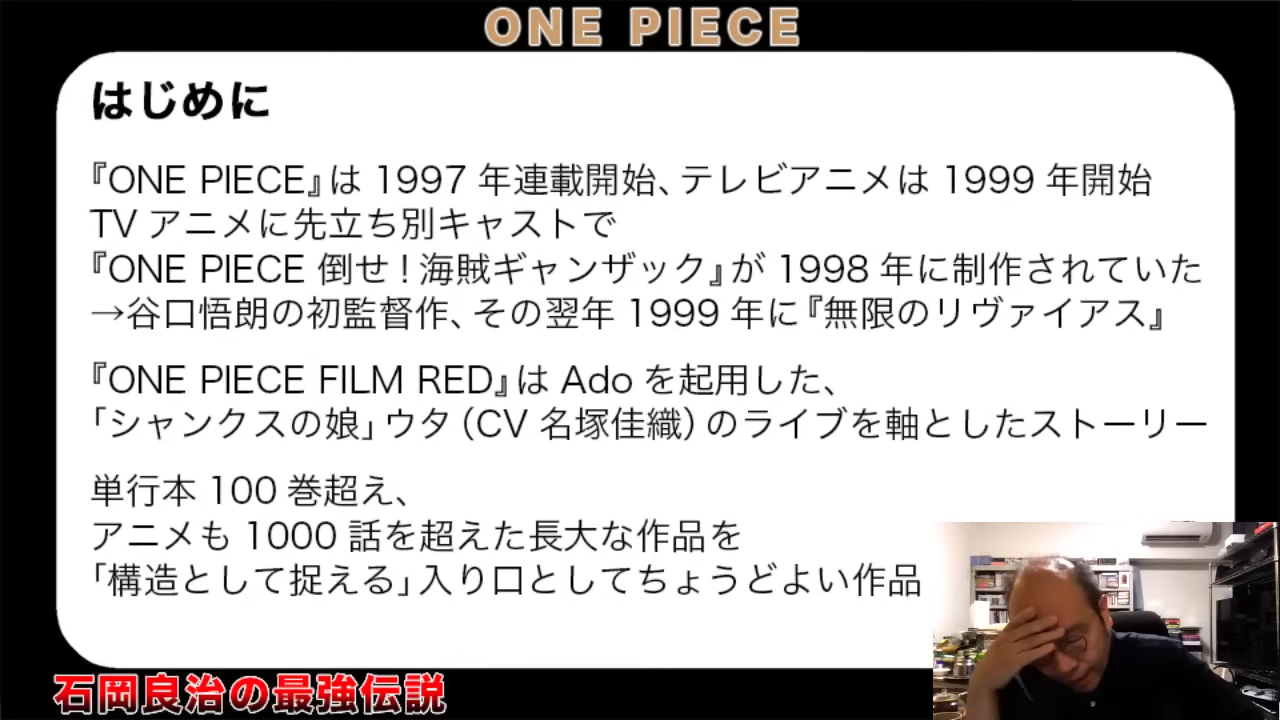 ONE PIECE
はじめに
『ONE PIECE』は 1997 年連載開始、テレビアニメは 1999 年開始
TV アニメに先立ち別キャストで
『ONE PIECE 倒せ！海賊ギャンザック』が 1998 年に制作されていた
→谷口悟朗の初監督作、その翌年 1999 年に『無限のリヴァイアス』
『ONE PIECE FILM RED』は Ado を起用した、
「シャンクスの娘」ウタ（CV 名塚佳織）のライブを軸としたストーリー
単行本 100 巻超え、
アニメも 1000 話を超えた長大な作品を
「構造として捉える」入り口としてちょうどよい作品
石岡良治の最強伝説